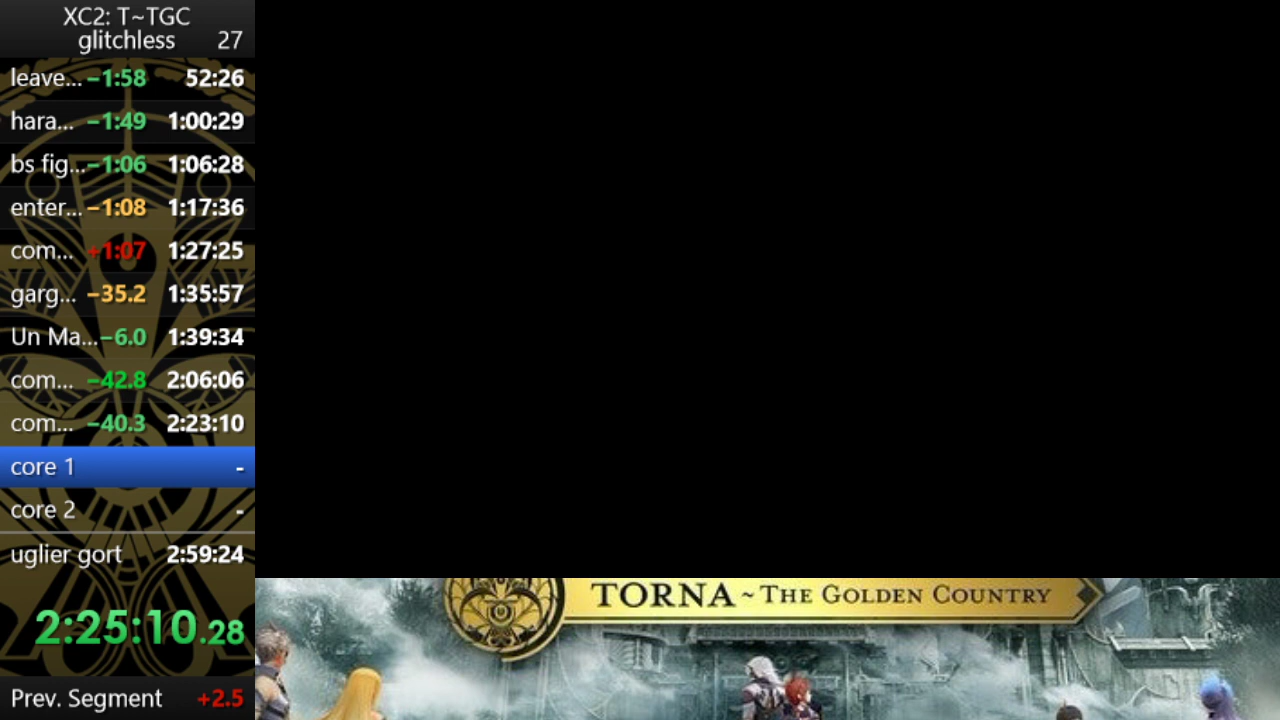 XC2: T~TGC
glitchless 27
leave... −1:58 52:26
hara... −1:49 1:00:29
bs fig... −1:06 1:06:28
enter... −1:08 1:17:36
com... +1:07 1:27:25
garg... −35.2 1:35:57
Un Ma... −6.0 1:39:34
com... −42.8 2:06:06
com... −40.3 2:23:10
core 1 -
core 2 -
uglier gort 2:59:24
2:25:10.28
Prev. Segment +2.5
TORNA ~ THE GOLDEN COUNTRY